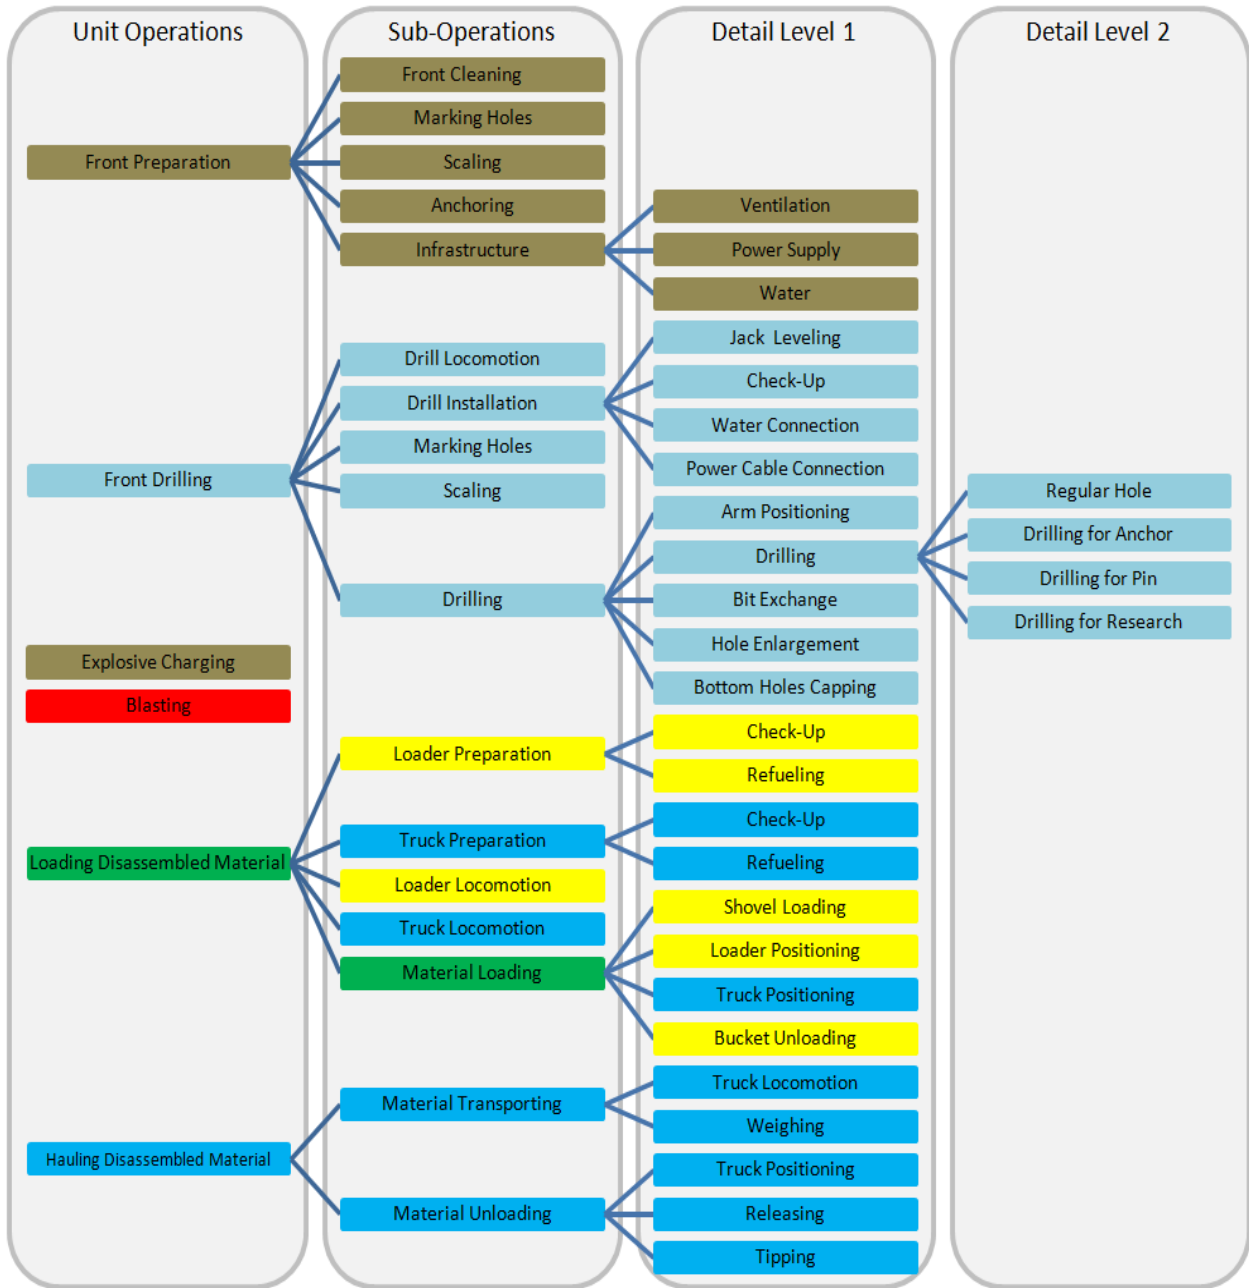 Unit Operations
Sub-Operations
Detail Level 1
Detail Level 2
Front Preparation
Front Drilling
Explosive Charging
Blasting
Loading Disassembled Material
Hauling Disassembled Material
Front Cleaning
Marking Holes
Scaling
Anchoring
Infrastructure
Drill Locomotion
Drill Installation
Marking Holes
Scaling
Drilling
Loader Preparation
Truck Preparation
Loader Locomotion
Truck Locomotion
Material Loading
Material Transporting
Material Unloading
Ventilation
Power Supply
Water
Jack Leveling
Check-Up
Water Connection
Power Cable Connection
Arm Positioning
Drilling
Bit Exchange
Hole Enlargement
Bottom Holes Capping
Check-Up
Refueling
Check-Up
Refueling
Shovel Loading
Loader Positioning
Truck Positioning
Bucket Unloading
Truck Locomotion
Weighing
Truck Positioning
Releasing
Tipping
Regular Hole
Drilling for Anchor
Drilling for Pin
Drilling for Research